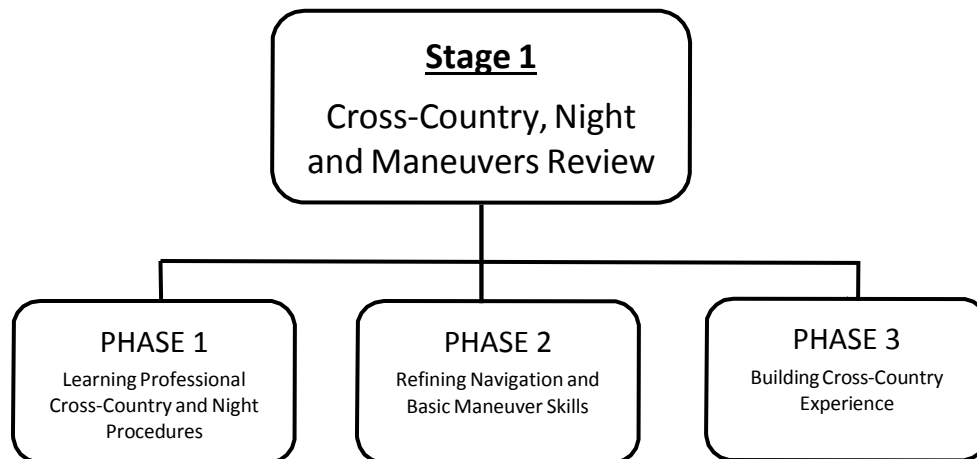 Stage 1
Cross-Country, Night
and Maneuvers Review
PHASE 1
Learning Professional
Cross-Country and Night
Procedures
PHASE 2
Refining Navigation and
Basic Maneuver Skills
PHASE 3
Building Cross-Country
Experience